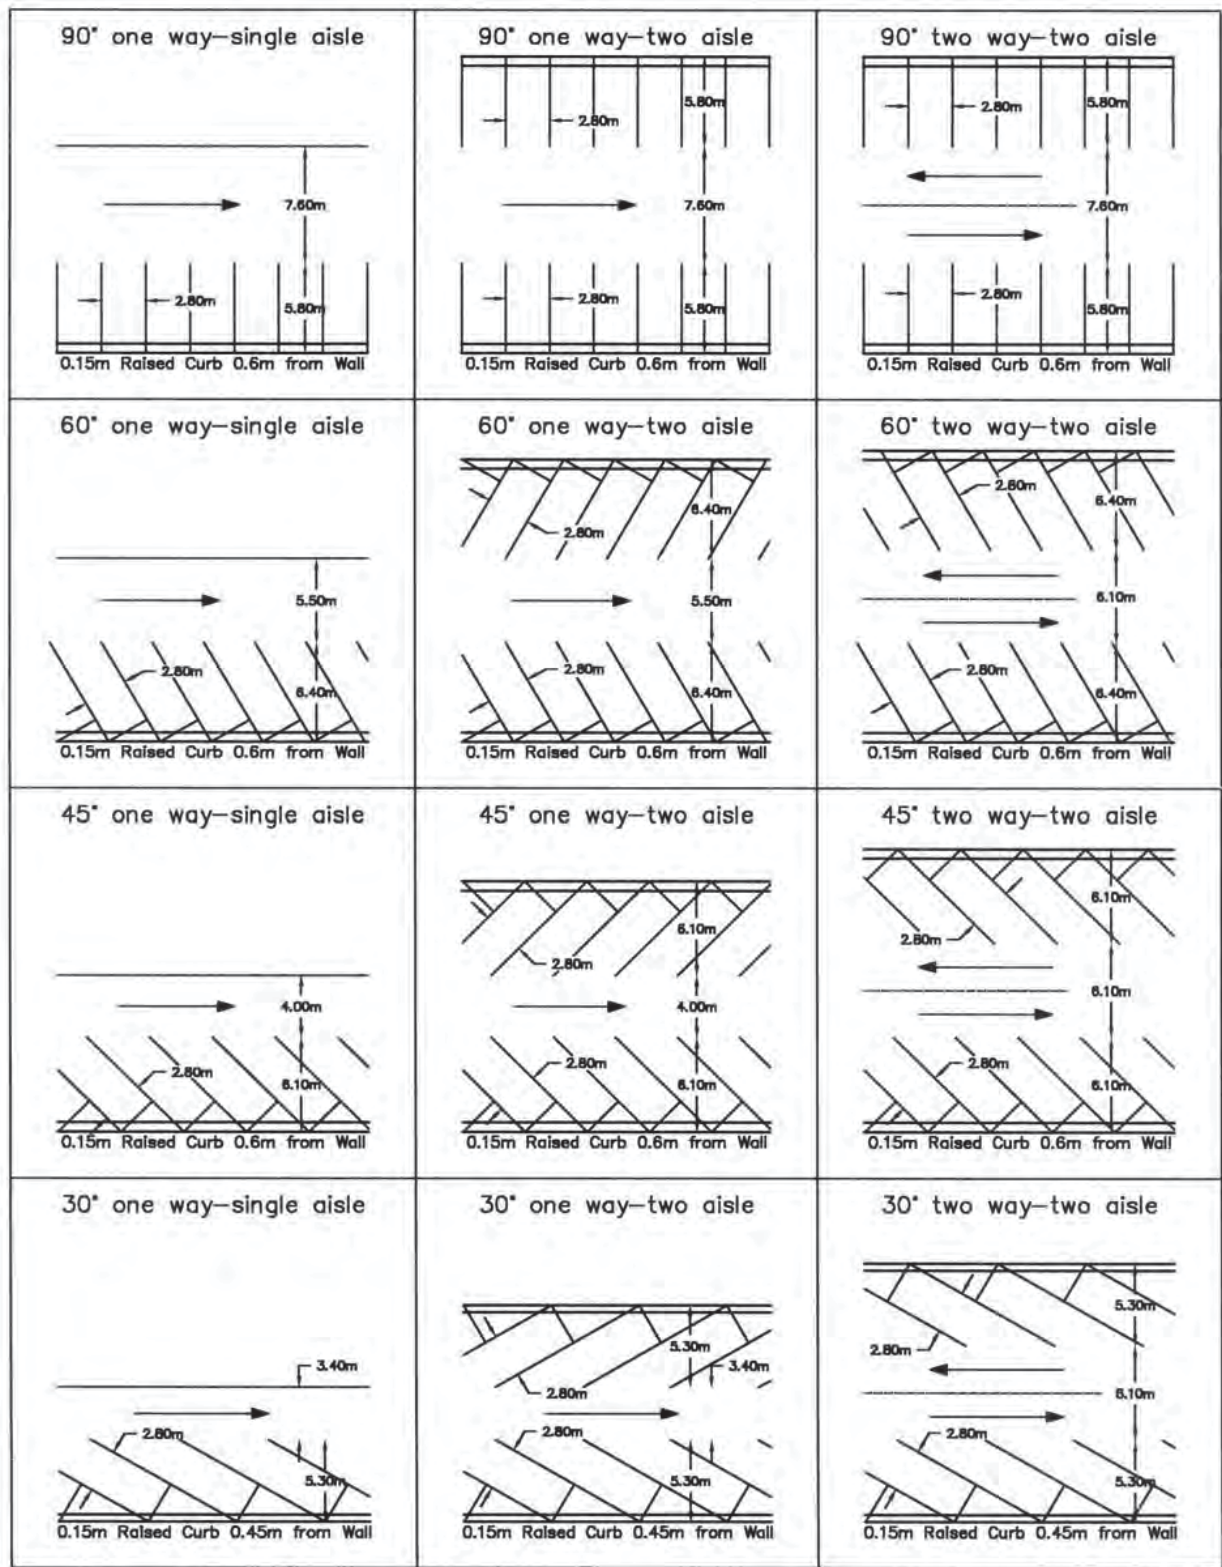 90° one way-single aisle
7.60m
2.80m
5.80m
0.15m Raised Curb 0.6m from Wall
90° one way-two aisle
5.80m
2.80m
7.60m
2.80m
5.80m
0.15m Raised Curb 0.6m from Wall
90° two way-two aisle
5.80m
2.80m
7.60m
2.80m
5.80m
0.15m Raised Curb 0.6m from Wall
60° one way-single aisle
5.50m
2.80m
6.40m
0.15m Raised Curb 0.6m from Wall
60° one way-two aisle
6.40m
2.80m
5.50m
2.80m
6.40m
0.15m Raised Curb 0.6m from Wall
60° two way-two aisle
2.80m
6.40m
6.10m
2.80m
6.40m
0.15m Raised Curb 0.6m from Wall
45° one way-single aisle
4.00m
2.80m
6.10m
0.15m Raised Curb 0.6m from Wall
45° one way-two aisle
6.10m
2.80m
4.00m
2.80m
6.10m
0.15m Raised Curb 0.6m from Wall
45° two way-two aisle
6.10m
2.80m
6.10m
2.80m
6.10m
0.15m Raised Curb 0.6m from Wall
30° one way-single aisle
3.40m
2.80m
5.30m
0.15m Raised Curb 0.45m from Wall
30° one way-two aisle
5.30m
3.40m
2.80m
2.80m
5.30m
0.15m Raised Curb 0.45m from Wall
30° two way-two aisle
5.30m
2.80m
6.10m
2.80m
5.30m
0.15m Raised Curb 0.45m from Wall